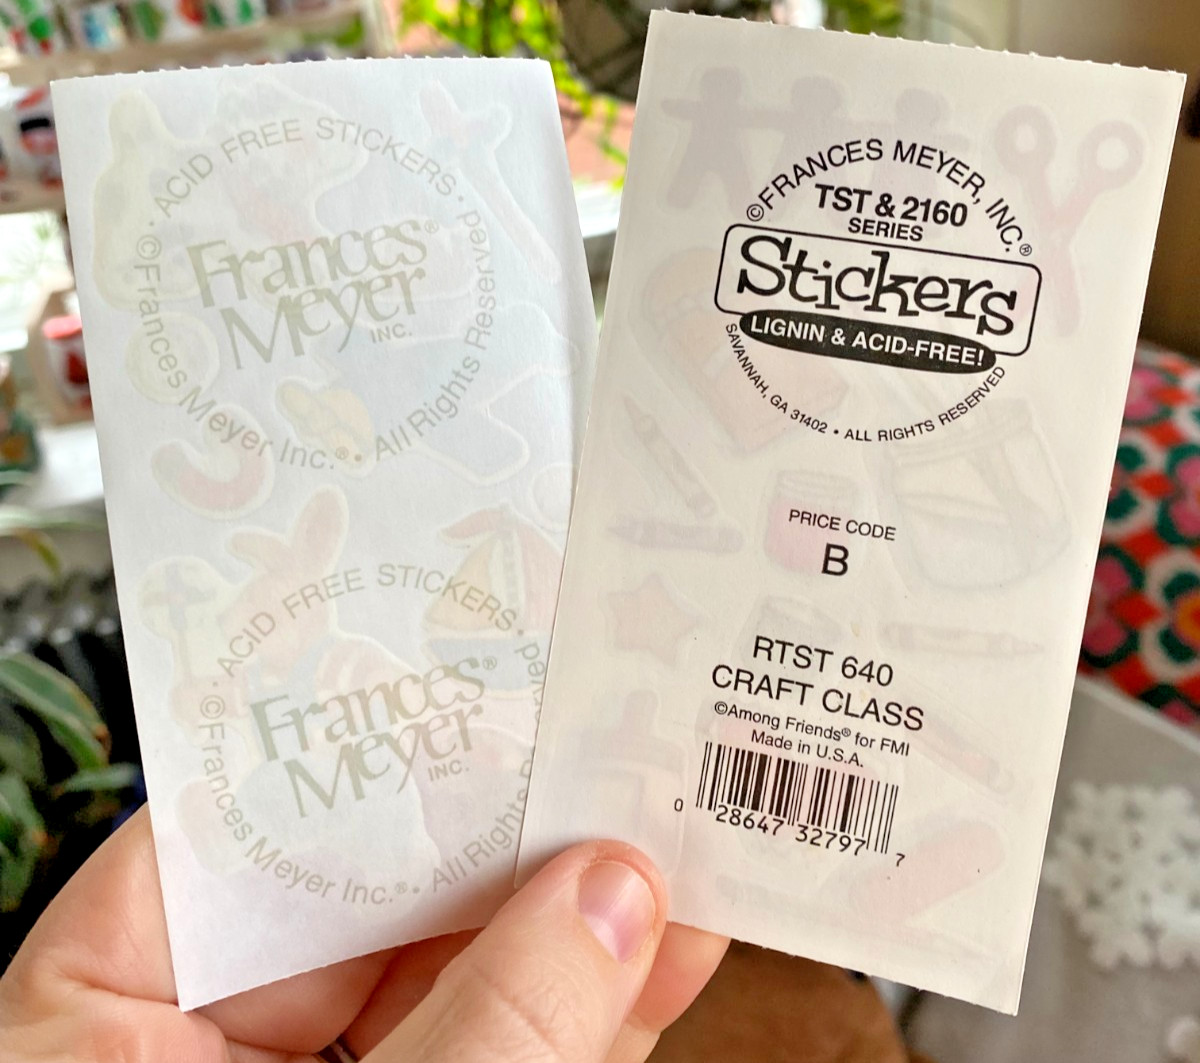 · ACID FREE STICKERS ·
Frances®
Meyer
INC.
©Frances Meyer Inc.® • All Rights Reserved
· ACID FREE STICKERS ·
Frances®
Meyer
INC.
©Frances Meyer Inc.® • All Rights
©FRANCES MEYER, INC.®
TST & 2160
SERIES
Stickers
LIGNIN & ACID-FREE!
SAVANNAH, GA 31402 • ALL RIGHTS RESERVED
PRICE CODE
B
RTST 640
CRAFT CLASS
©Among Friends® for FMI
Made in U.S.A.
0 28647 32797 7